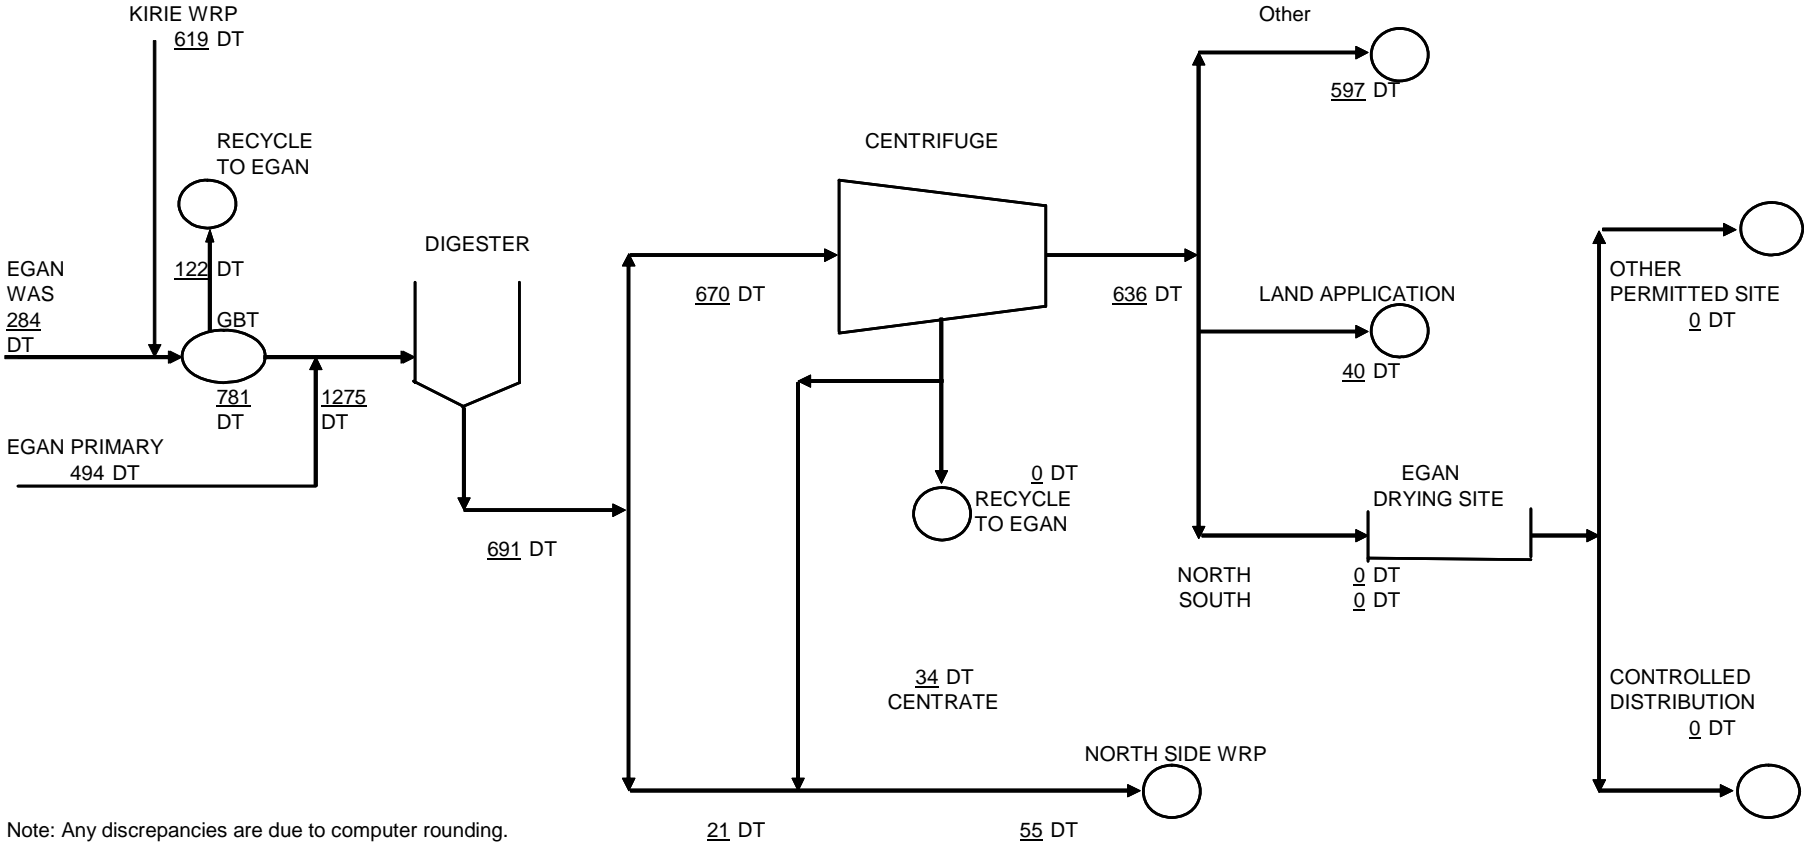 KIRIE WRP
619 DT
Other
597 DT
RECYCLE
TO EGAN
CENTRIFUGE
DIGESTER
EGAN
WAS
284
DT
122 DT
GBT
670 DT
636 DT
LAND APPLICATION
40 DT
OTHER
PERMITTED SITE
0 DT
781
DT
1275
DT
EGAN PRIMARY
494 DT
0 DT
RECYCLE
TO EGAN
EGAN
DRYING SITE
691 DT
NORTH
0 DT
SOUTH
0 DT
34 DT
CENTRATE
CONTROLLED
DISTRIBUTION
0 DT
NORTH SIDE WRP
Note: Any discrepancies are due to computer rounding.
21 DT
55 DT